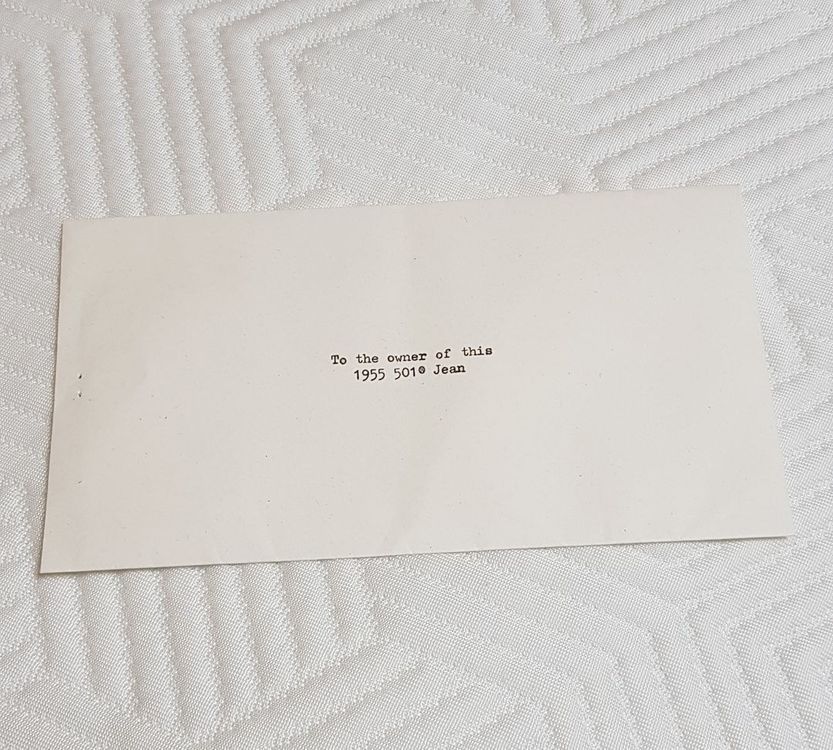 To the owner of this
1955 501® Jean